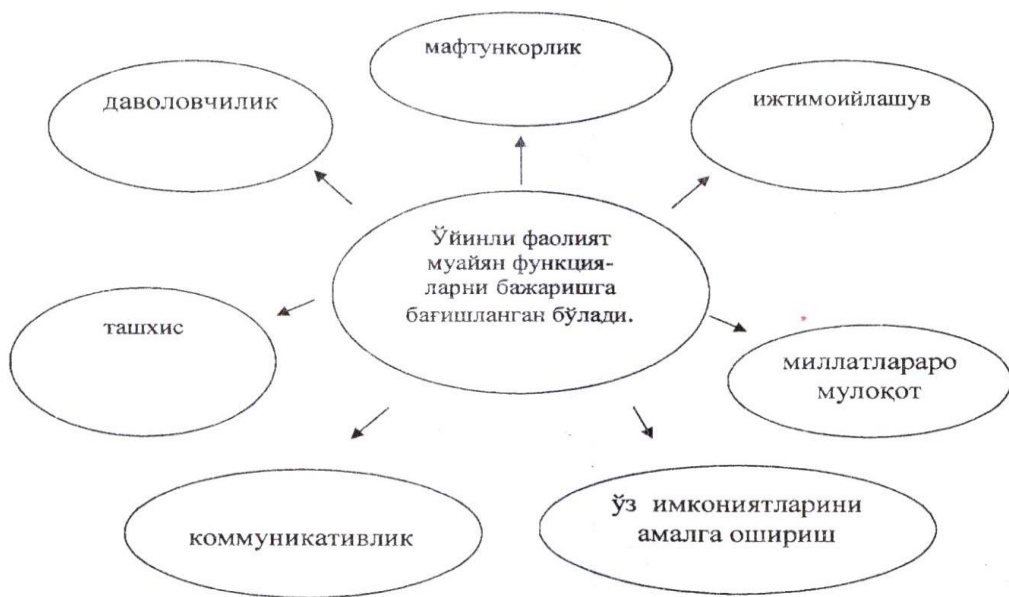 мафтункорлик
даволовчилик
ижтимоийлашув
Ўйинли фаолият
муайян функция-
ларни бажаришга
бағишланган бўлади.
ташхис
миллатлараро
мулоқот
коммуникативлик
ўз имкониятларини
амалга ошириш